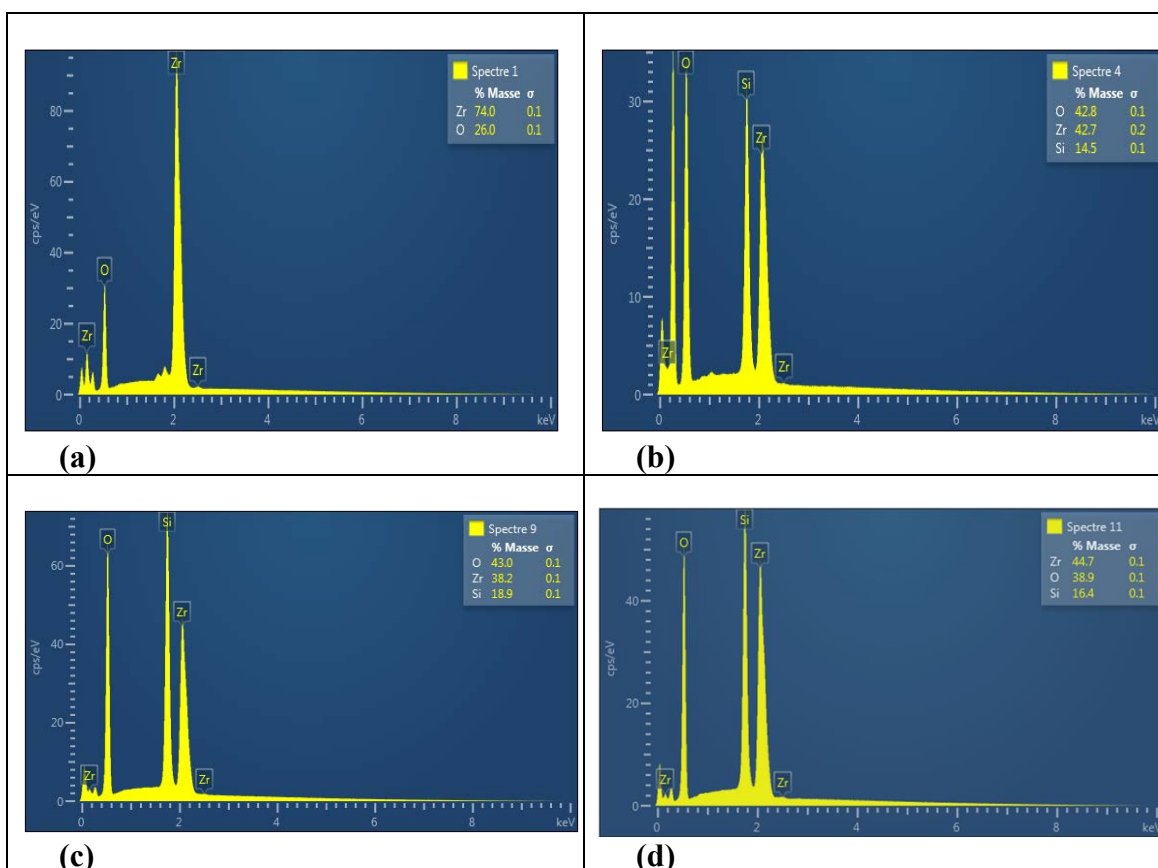 Zr
Spectre 1
% Masse σ
Zr 74.0 0.1
O 26.0 0.1
80
60
40
20
0
cps/eV
O
Zr
Zr
0 2 4 6 8 keV
(a)
O
Si
Zr
Spectre 4
% Masse σ
O 42.8 0.1
Zr 42.7 0.2
Si 14.5 0.1
30
20
10
0
cps/eV
Zr
Zr
0 2 4 6 8 keV
(b)
Si
O
Zr
Spectre 9
% Masse σ
O 43.0 0.1
Zr 38.2 0.1
Si 18.9 0.1
60
40
20
0
cps/eV
Zr
Zr
0 2 4 6 8 keV
(c)
Si
O
Zr
Spectre 11
% Masse σ
Zr 44.7 0.1
O 38.9 0.1
Si 16.4 0.1
40
20
0
cps/eV
Zr
Zr
0 2 4 6 8 keV
(d)